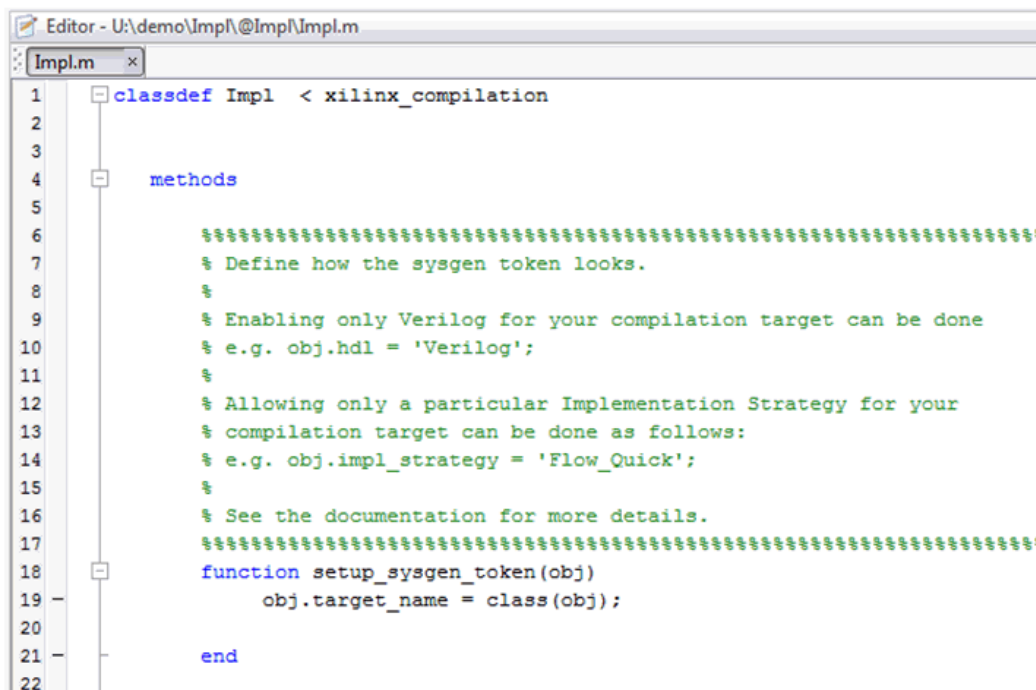 Editor - U:\demo\Impl\@Impl\Impl.m
Impl.m ×
1 classdef Impl < xilinx_compilation
2
3
4 methods
5
6 %%%%%%%%%%%%%%%%%%%%%%%%%%%%%%%%%%%%%%%%%%%%%%%%%%%%%%%%%%%%%%%%%%%%
7 % Define how the sysgen token looks.
8 %
9 % Enabling only Verilog for your compilation target can be done
10 % e.g. obj.hdl = 'Verilog';
11 %
12 % Allowing only a particular Implementation Strategy for your
13 % compilation target can be done as follows:
14 % e.g. obj.impl_strategy = 'Flow_Quick';
15 %
16 % See the documentation for more details.
17 %%%%%%%%%%%%%%%%%%%%%%%%%%%%%%%%%%%%%%%%%%%%%%%%%%%%%%%%%%%%%%%%%%%%
18 function setup_sysgen_token(obj)
19 – obj.target_name = class(obj);
20
21 – end
22